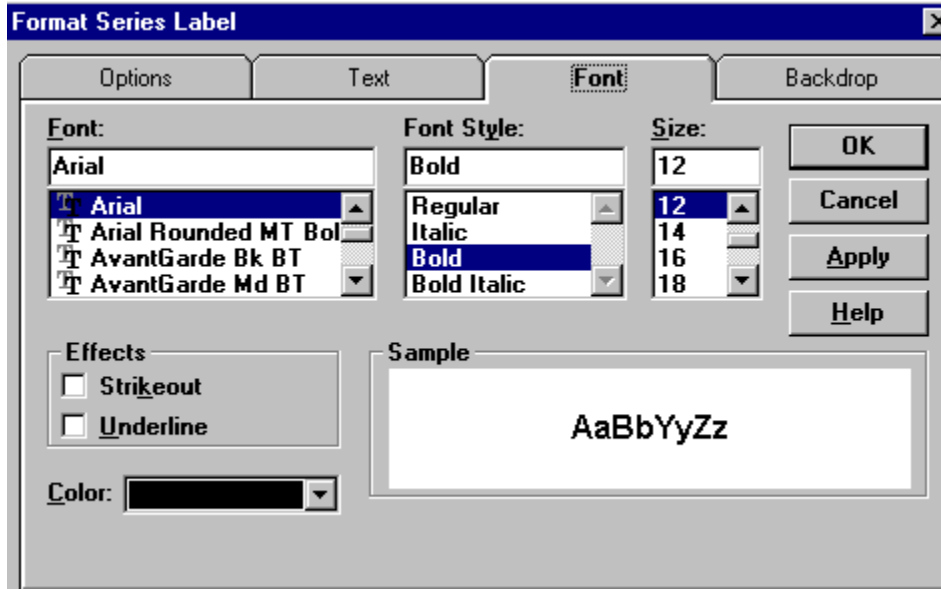 Format Series Label
Options Text Font Backdrop
Font: Font Style: Size:
Arial Bold 12
Arial Regular 12
Arial Rounded MT Bol Italic 14
AvantGarde Bk BT Bold 16
AvantGarde Md BT Bold Italic 18
OK
Cancel
Apply
Help
Effects
Strikeout
Underline
Color:
Sample
AaBbYyZz